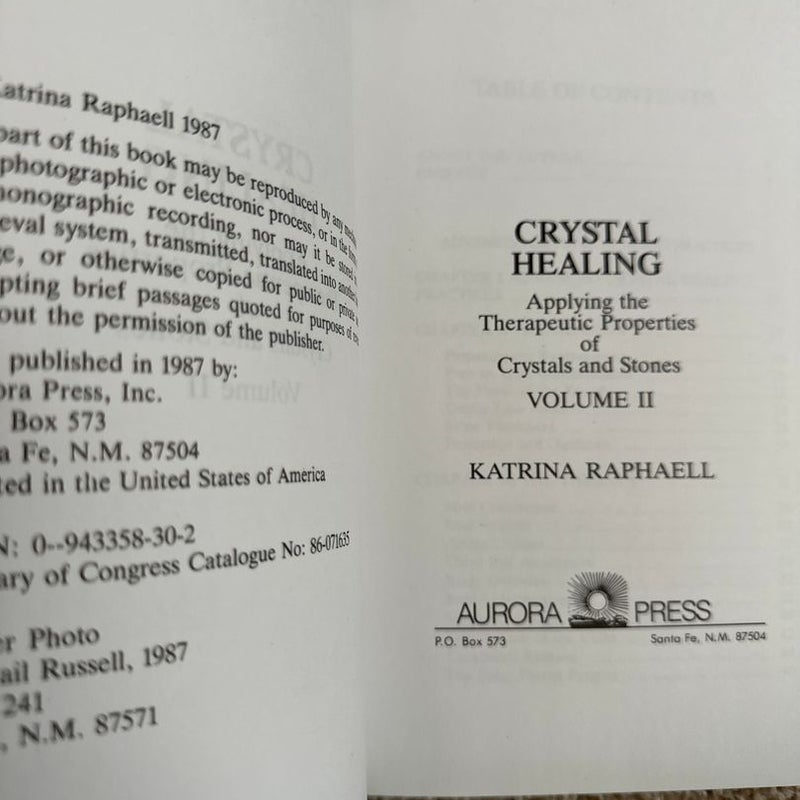 Katrina Raphaell 1987
part of this book may be reproduced by any
photographic or electronic process, or in the
phonographic recording, nor may it be stored
eval system, transmitted, translated into another
e, or otherwise copied for public or private
pting brief passages quoted for purposes of
out the permission of the publisher.
published in 1987 by:
ora Press, Inc.
Box 573
a Fe, N.M. 87504
ted in the United States of America
N: 0--943358-30-2
ary of Congress Catalogue No: 86-071635
er Photo
ail Russell, 1987
241
, N.M. 87571
CRYSTAL
HEALING
Applying the
Therapeutic Properties
of
Crystals and Stones
VOLUME II
KATRINA RAPHAELL
AURORA PRESS
P.O. Box 573 Santa Fe, N.M. 87504